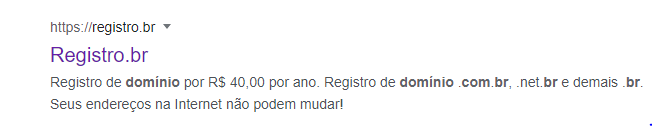 https://registro.br
Registro.br
Registro de domínio por R$ 40,00 por ano. Registro de domínio .com.br, .net.br e demais .br.
Seus endereços na Internet não podem mudar!